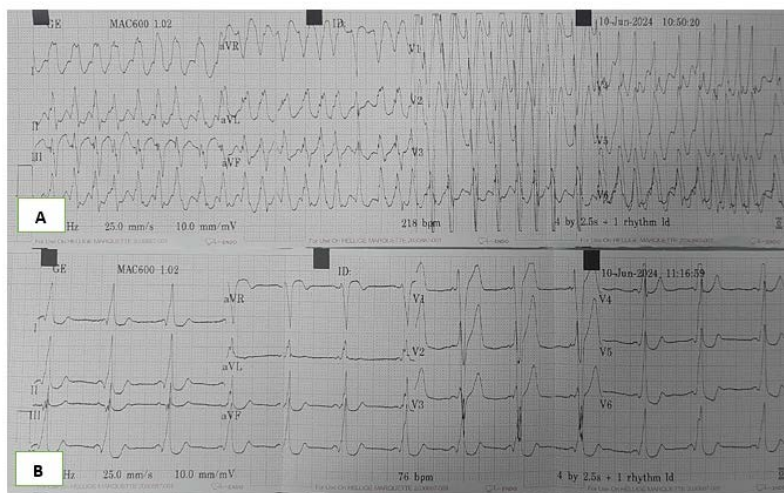 GE MAC600 1.02 ID: 10-Jun-2024 10:50:20
I aVR V1
II aVL V2 V5
III aVF V3 V6
A
Hz 25.0 mm/s 10.0 mm/mV 218 bpm 4 by 2.5s + 1 rhythm ld
GE MAC600 1.02 ID: 10-Jun-2024 11:16:59
I aVR V1 V4
II aVL V2 V5
III aVF V3 V6
B
Hz 25.0 mm/s 10.0 mm/mV 76 bpm 4 by 2.5s + 1 rhythm ld